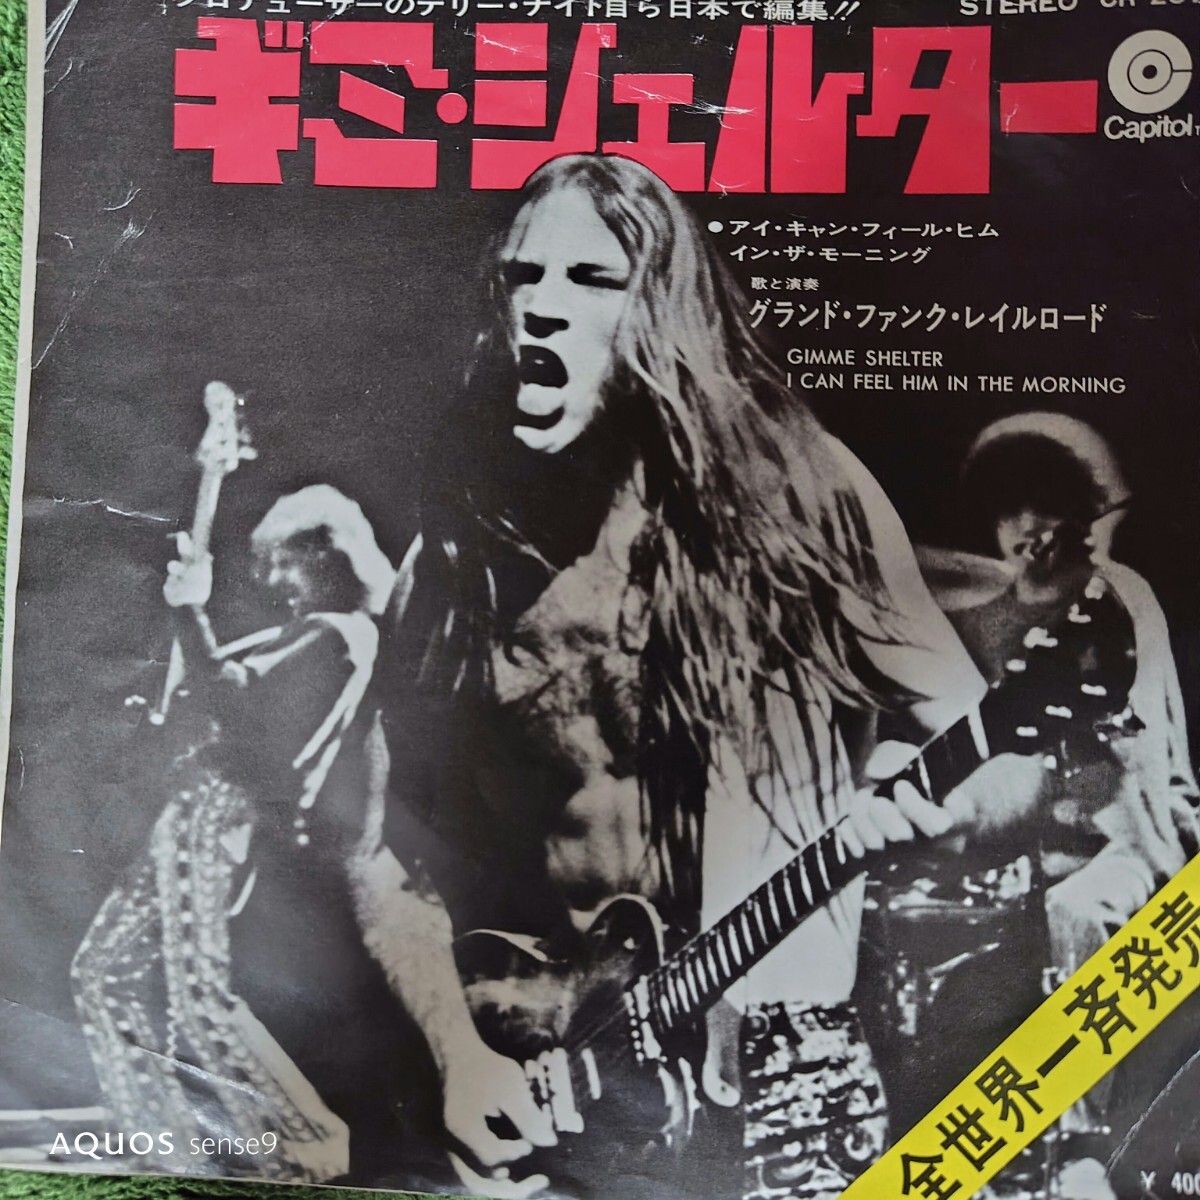 プロデューサーのテリー・ナイト自ら日本で編集!!
STEREO
ギミー・シェルター
Capitol
●アイ・キャン・フィール・ヒム
イン・ザ・モーニング
歌と演奏
グランド・ファンク・レイルロード
GIMME SHELTER
I CAN FEEL HIM IN THE MORNING
全世界一斉発売
¥ 400
AQUOS sense9